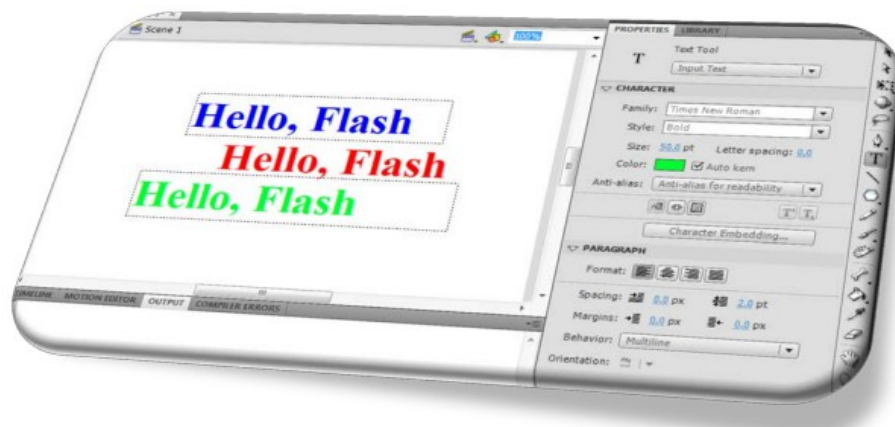 Scene 1
100%
Hello, Flash
Hello, Flash
Hello, Flash
TIMELINE MOTION EDITOR OUTPUT COMPILER ERRORS
PROPERTIES LIBRARY
T Text Tool
Input Text
CHARACTER
Family: Times New Roman
Style: Bold
Size: 50.0 pt Letter spacing: 0.0
Color: Auto kern
Anti-alias: Anti-alias for readability
Character Embedding...
PARAGRAPH
Format:
Spacing: 0.0 px 2.0 pt
Margins: 0.0 px 0.0 px
Behavior: Multiline
Orientation: